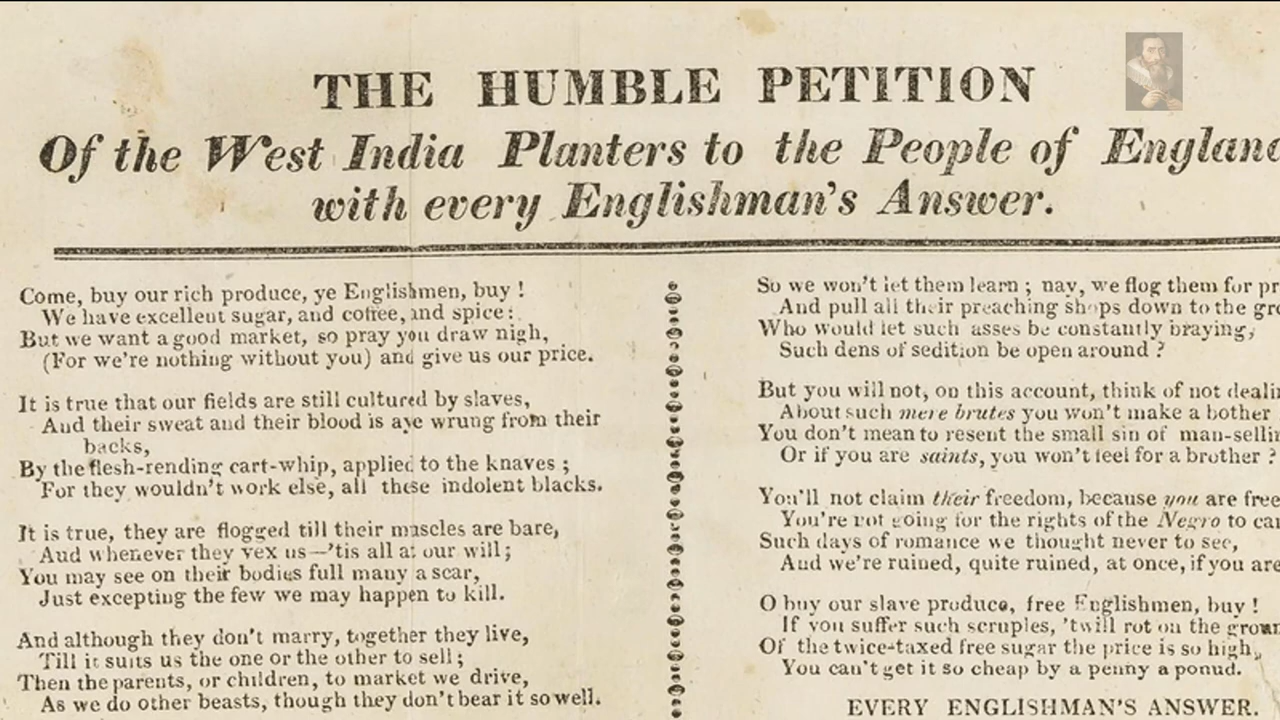 THE HUMBLE PETITION
Of the West India Planters to the People of England
with every Englishman's Answer.
Come, buy our rich produce, ye Englishmen, buy !
We have excellent sugar, and coffee, and spice :
But we want a good market, so pray you draw nigh,
(For we're nothing without you) and give us our price.
It is true that our fields are still cultured by slaves,
And their sweat and their blood is aye wrung from their
backs,
By the flesh-rending cart-whip, applied to the knaves ;
For they wouldn't work else, all these indolent blacks.
It is true, they are flogged till their muscles are bare,
And whenever they vex us—'tis all at our will ;
You may see on their bodies full many a scar,
Just excepting the few we may happen to kill.
And although they don't marry, together they live,
Till it suits us the one or the other to sell ;
Then the parents, or children, to market we drive,
As we do other beasts, though they don't bear it so well.
So we won't let them learn ; nay, we flog them for
And pull all their preaching shops down to the
Who would let such asses be constantly braying,
Such dens of sedition be open around ?
But you will not, on this account, think of not
About such mere brutes you won't make a bother
You don't mean to resent the small sin of
Or if you are saints, you won't feel for a brother ?
You'll not claim their freedom, because you are free
You're not going for the rights of the Negro to
Such days of romance we thought never to see,
And we're ruined, quite ruined, at once, if you are
O buy our slave produce, free Englishmen, buy !
If you suffer such scruples, 'twill rot on the
Of the twice-taxed free sugar the price is so high,
You can't get it so cheap by a penny a ponud.
EVERY ENGLISHMAN'S ANSWER.